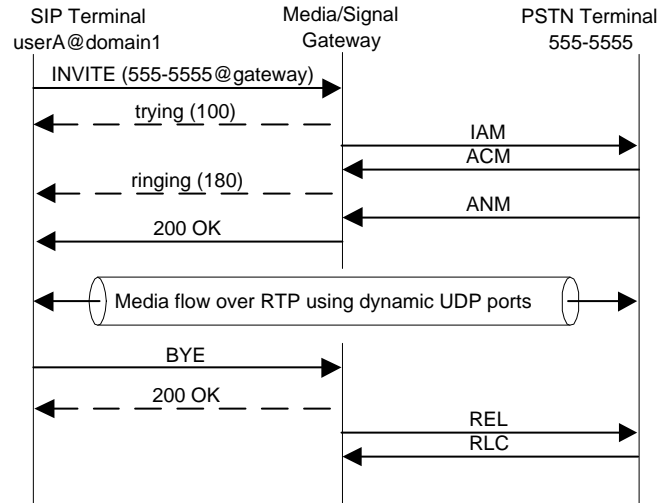 SIP Terminal
userA@domain1
Media/Signal
Gateway
PSTN Terminal
555-5555
INVITE (555-5555@gateway)
trying (100)
IAM
ACM
ringing (180)
ANM
200 OK
Media flow over RTP using dynamic UDP ports
BYE
200 OK
REL
RLC